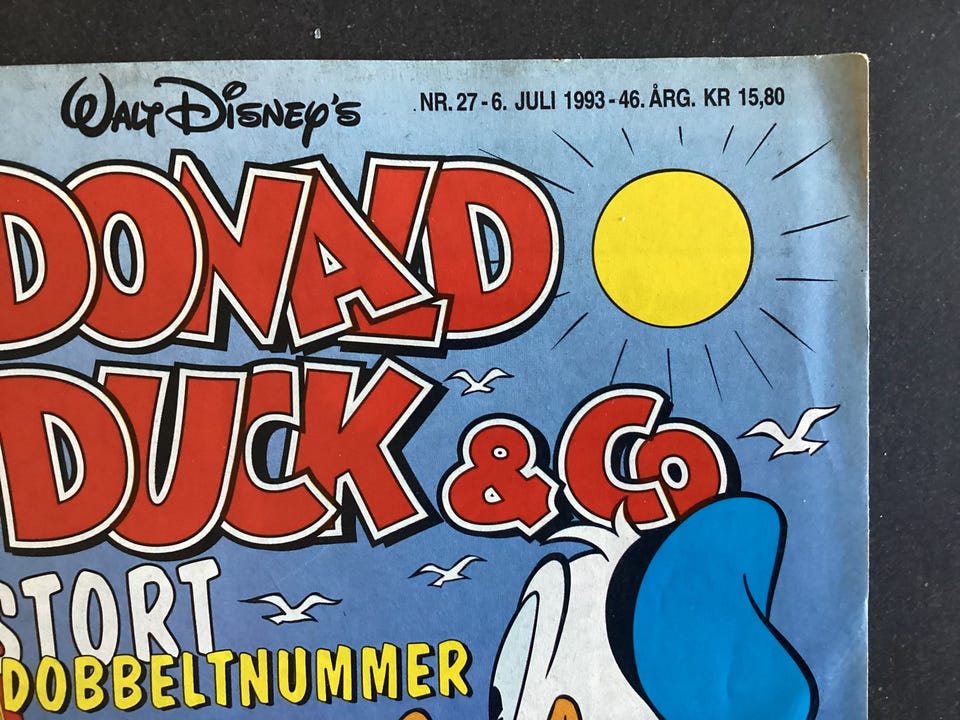 WALT DISNEY'S
NR. 27 - 6. JULI 1993 - 46. ÅRG. KR 15,80
DONALD
DUCK & Co
STORT
DOBBELTNUMMER